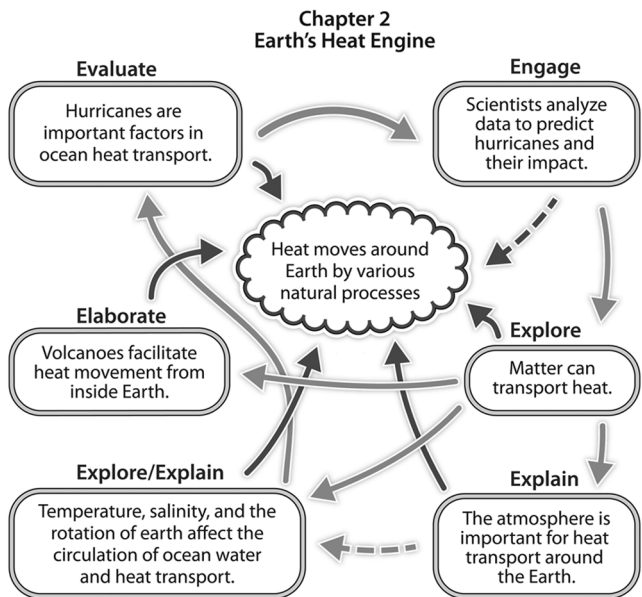 Chapter 2
Earth's Heat Engine
Evaluate
Hurricanes are
important factors in
ocean heat transport.
Engage
Scientists analyze
data to predict
hurricanes and
their impact.
Heat moves around
Earth by various
natural processes
Elaborate
Volcanoes facilitate
heat movement from
inside Earth.
Explore
Matter can
transport heat.
Explore/Explain
Temperature, salinity, and the
rotation of earth affect the
circulation of ocean water
and heat transport.
Explain
The atmosphere is
important for heat
transport around
the Earth.